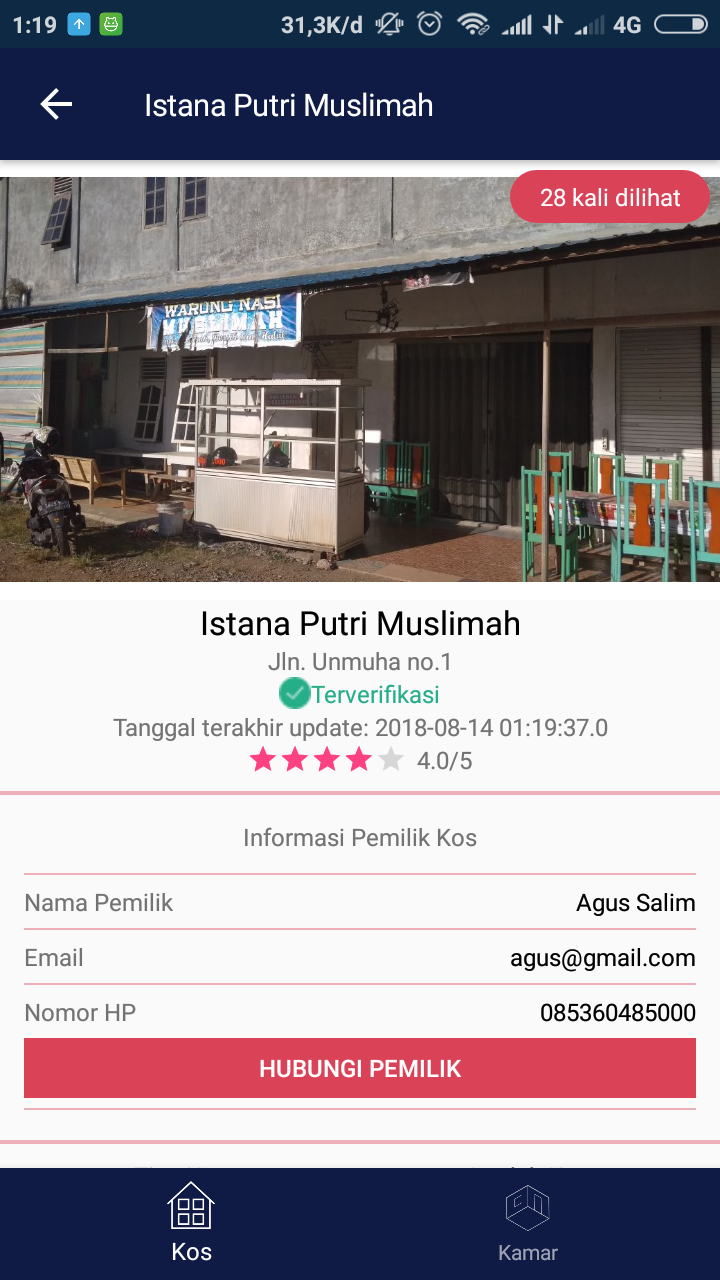 1:19 31,3K/d 4G
Istana Putri Muslimah
28 kali dilihat
WARUNG NASI
MUSLIMAH
Istana Putri Muslimah
Jln. Unmuha no.1
Terverifikasi
Tanggal terakhir update: 2018-08-14 01:19:37.0
4.0/5
Informasi Pemilik Kos
Nama Pemilik Agus Salim
Email agus@gmail.com
Nomor HP 085360485000
HUBUNGI PEMILIK
Kos Kamar